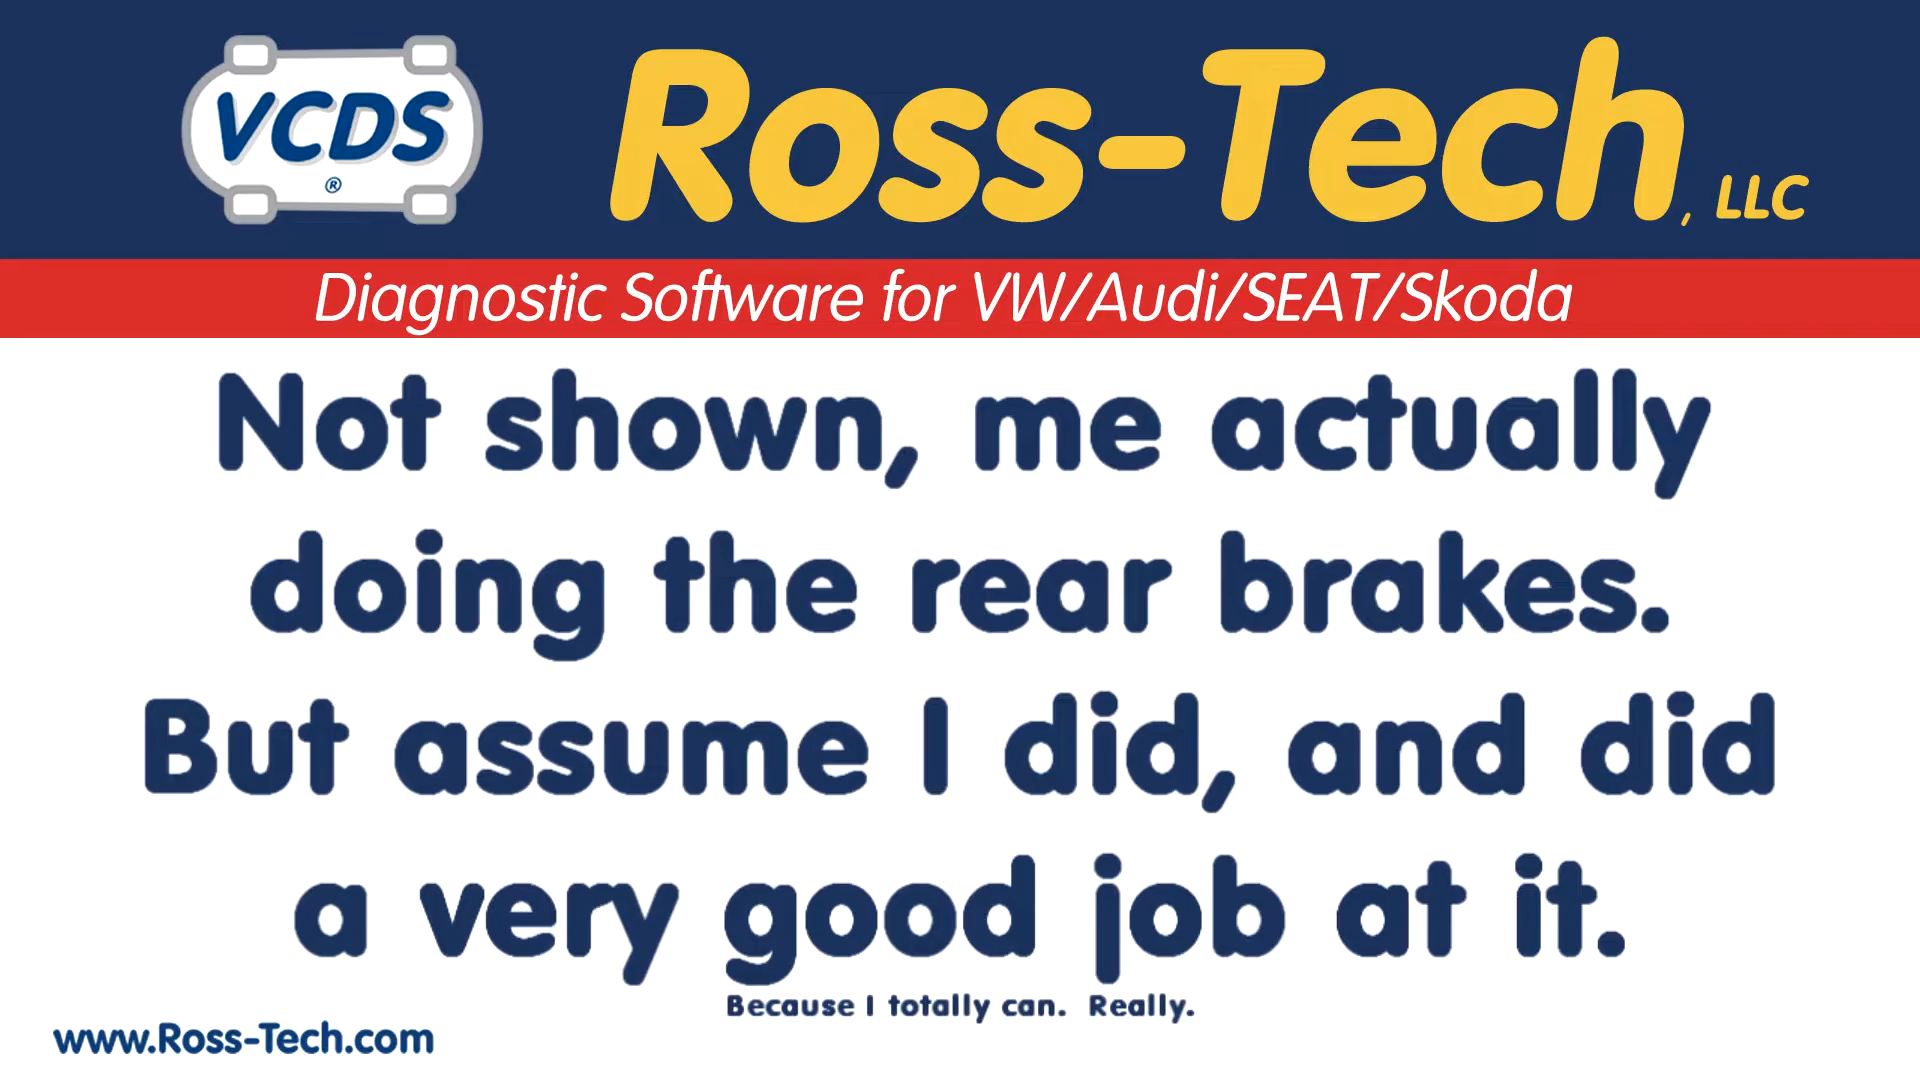 VCDS
®
Ross-Tech, LLC
Diagnostic Software for VW/Audi/SEAT/Skoda
Not shown, me actually
doing the rear brakes.
But assume I did, and did
a very good job at it.
Because I totally can. Really.
www.Ross-Tech.com